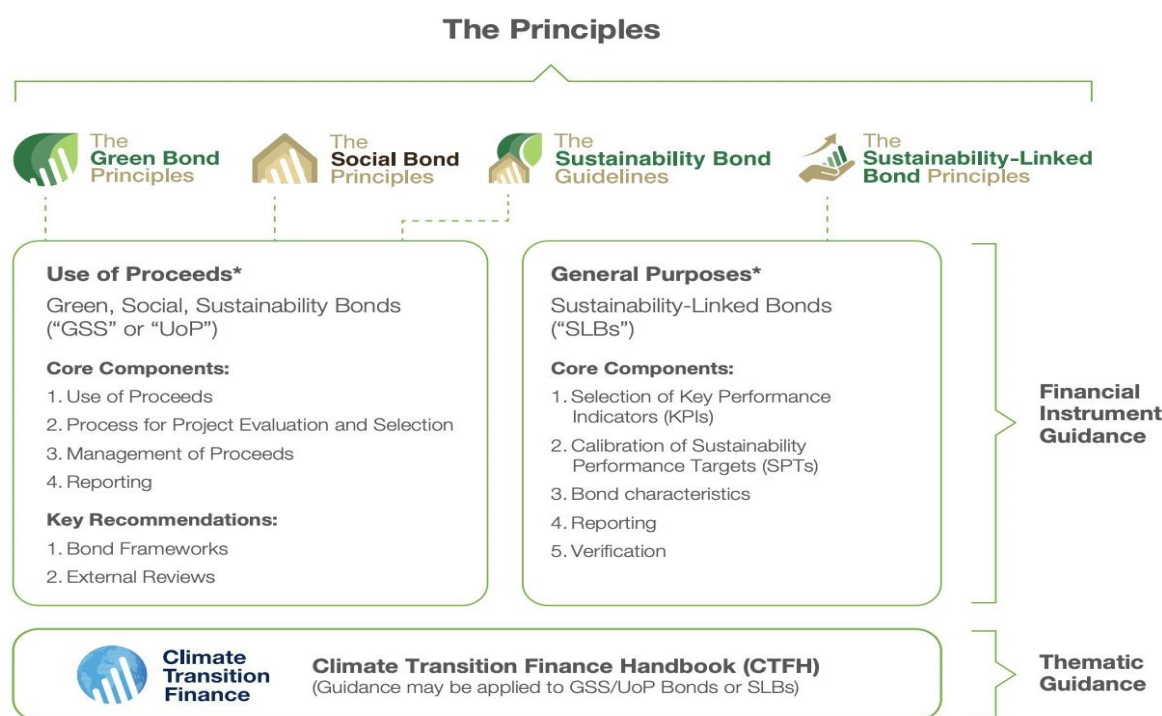 The Principles
The
Green Bond
Principles
The
Social Bond
Principles
The
Sustainability Bond
Guidelines
The
Sustainability-Linked
Bond Principles
Use of Proceeds*
Green, Social, Sustainability Bonds
(“GSS” or “UoP”)
Core Components:
1. Use of Proceeds
2. Process for Project Evaluation and Selection
3. Management of Proceeds
4. Reporting
Key Recommendations:
1. Bond Frameworks
2. External Reviews
General Purposes*
Sustainability-Linked Bonds
(“SLBs”)
Core Components:
1. Selection of Key Performance
Indicators (KPIs)
2. Calibration of Sustainability
Performance Targets (SPTs)
3. Bond characteristics
4. Reporting
5. Verification
Financial
Instrument
Guidance
Climate
Transition
Finance
Climate Transition Finance Handbook (CTFH)
(Guidance may be applied to GSS/UoP Bonds or SLBs)
Thematic
Guidance